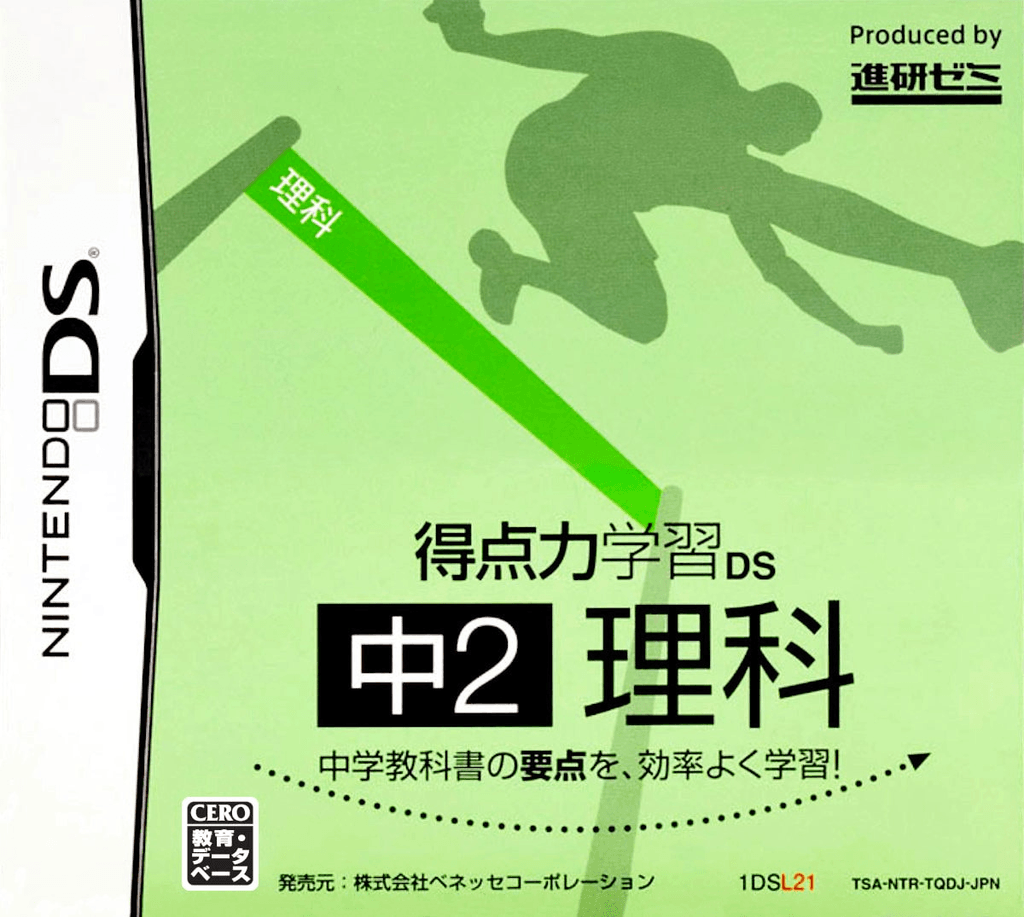 Produced by
進研ゼミ
理科
NINTENDO DS®
得点力学習DS
中2 理科
中学教科書の要点を、効率よく学習!
CERO
教育・
データ
ベース
発売元:株式会社ベネッセコーポレーション
1DSL21
TSA-NTR-TQDJ-JPN